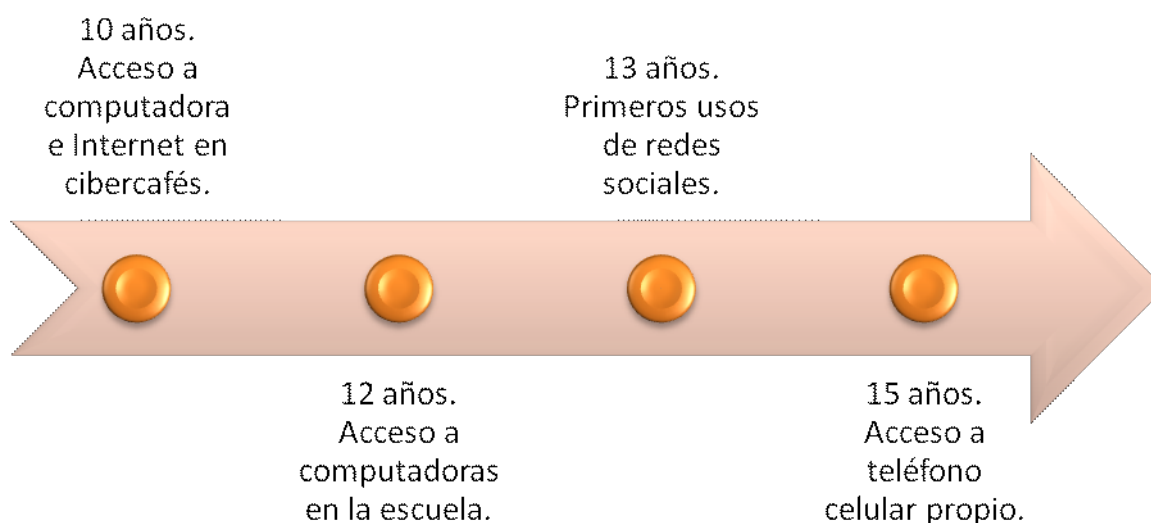 10 años.
Acceso a
computadora
e Internet en
cibercafés.
12 años.
Acceso a
computadoras
en la escuela.
13 años.
Primeros usos
de redes
sociales.
15 años.
Acceso a
teléfono
celular propio.